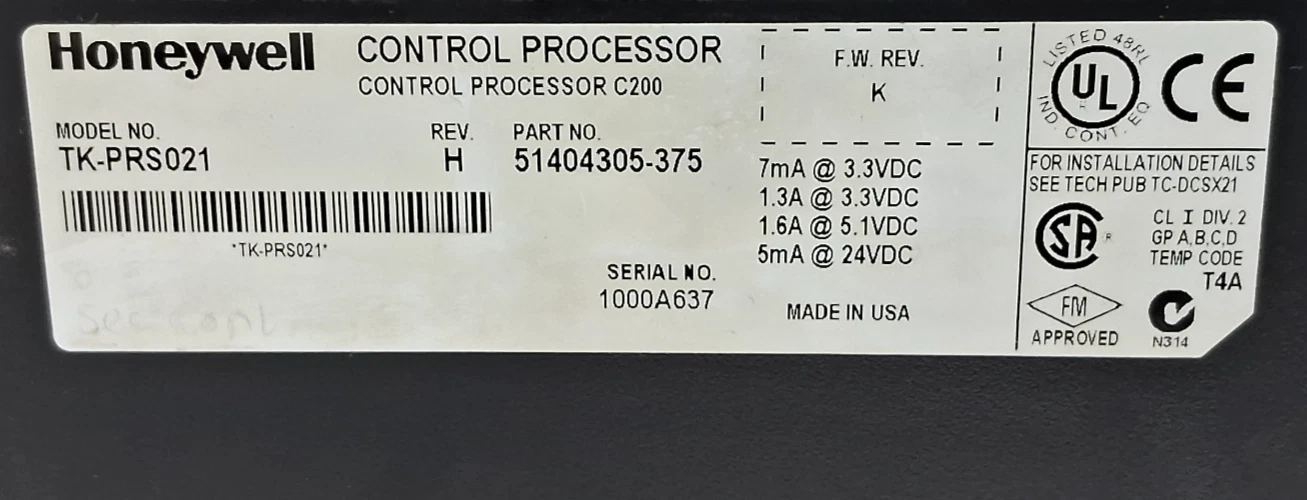 Honeywell
CONTROL PROCESSOR
CONTROL PROCESSOR C200
MODEL NO.
TK-PRS021
REV.
H
PART NO.
51404305-375
*TK-PRS021*
SERIAL NO.
1000A637
F.W. REV.
K
7mA @ 3.3VDC
1.3A @ 3.3VDC
1.6A @ 5.1VDC
5mA @ 24VDC
MADE IN USA
LISTED 48RL
UL
R
IND. CONT. EQ
CE
FOR INSTALLATION DETAILS
SEE TECH PUB TC-DCSX21
SA
R
CL I DIV. 2
GP A,B,C,D
TEMP CODE
T4A
FM
APPROVED
N314